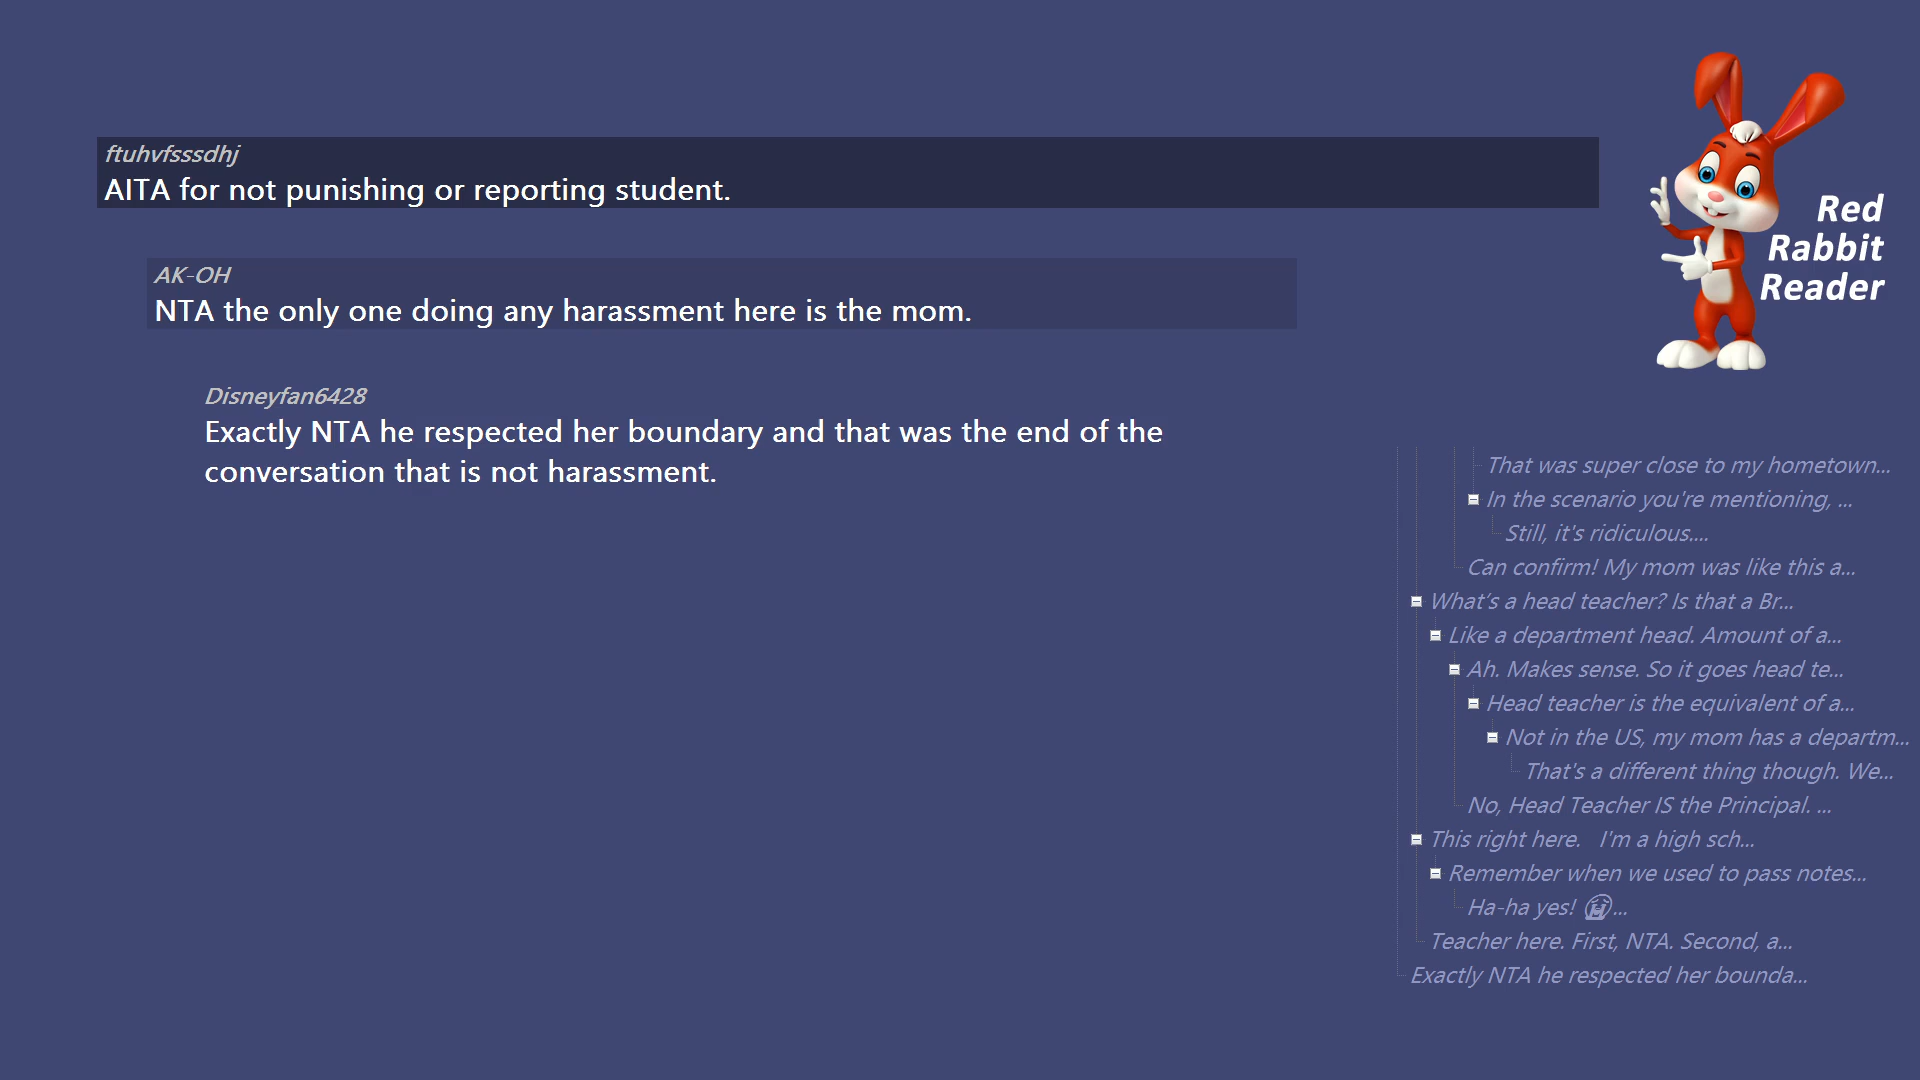 ftuhvfsssdhj
AITA for not punishing or reporting student.
AK-OH
NTA the only one doing any harassment here is the mom.
Disneyfan6428
Exactly NTA he respected her boundary and that was the end of the
conversation that is not harassment.
Red
Rabbit
Reader
That was super close to my hometown...
In the scenario you're mentioning, ...
Still, it's ridiculous....
Can confirm! My mom was like this a...
What's a head teacher? Is that a Br...
Like a department head. Amount of a...
Ah. Makes sense. So it goes head te...
Head teacher is the equivalent of a...
Not in the US, my mom has a departm...
That's a different thing though. We...
No, Head Teacher IS the Principal. ...
This right here.   I'm a high sch...
Remember when we used to pass notes...
Ha-ha yes! ...
Teacher here. First, NTA. Second, a...
Exactly NTA he respected her bounda...